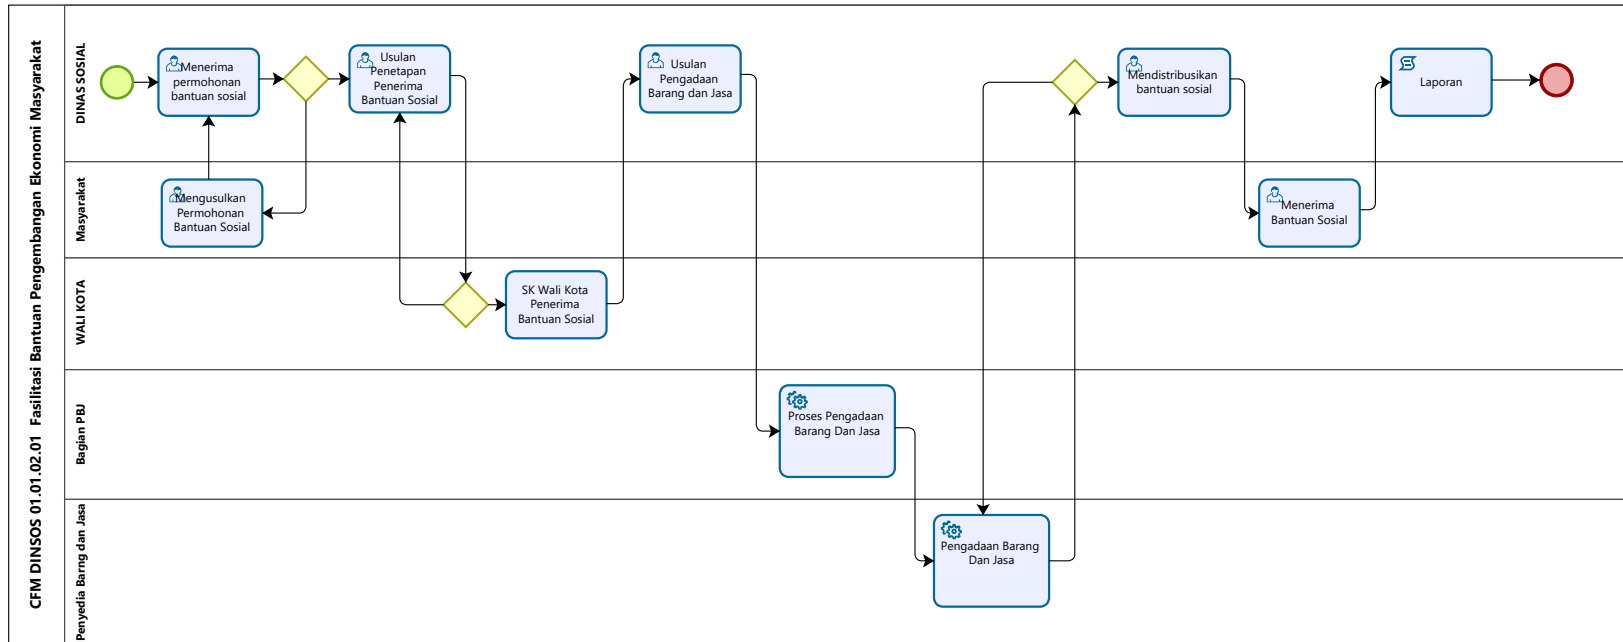 CFM DINSOS 01.01.02.01  Fasilitasi Bantuan Pengembangan Ekonomi Masyarakat
DINAS SOSIAL
Menerima
permohonan
bantuan sosial
Usulan
Penetapan
Penerima
Bantuan Sosial
Usulan
Pengadaan
Barang dan Jasa
Mendistribusikan
bantuan sosial
Laporan
Masyarakat
Mengusulkan
Permohonan
Bantuan Sosial
Menerima
Bantuan Sosial
WALI KOTA
SK Wali Kota
Penerima
Bantuan Sosial
Bagian PBJ
Proses Pengadaan
Barang Dan Jasa
Penyedia Barng dan Jasa
Pengadaan Barang
Dan Jasa